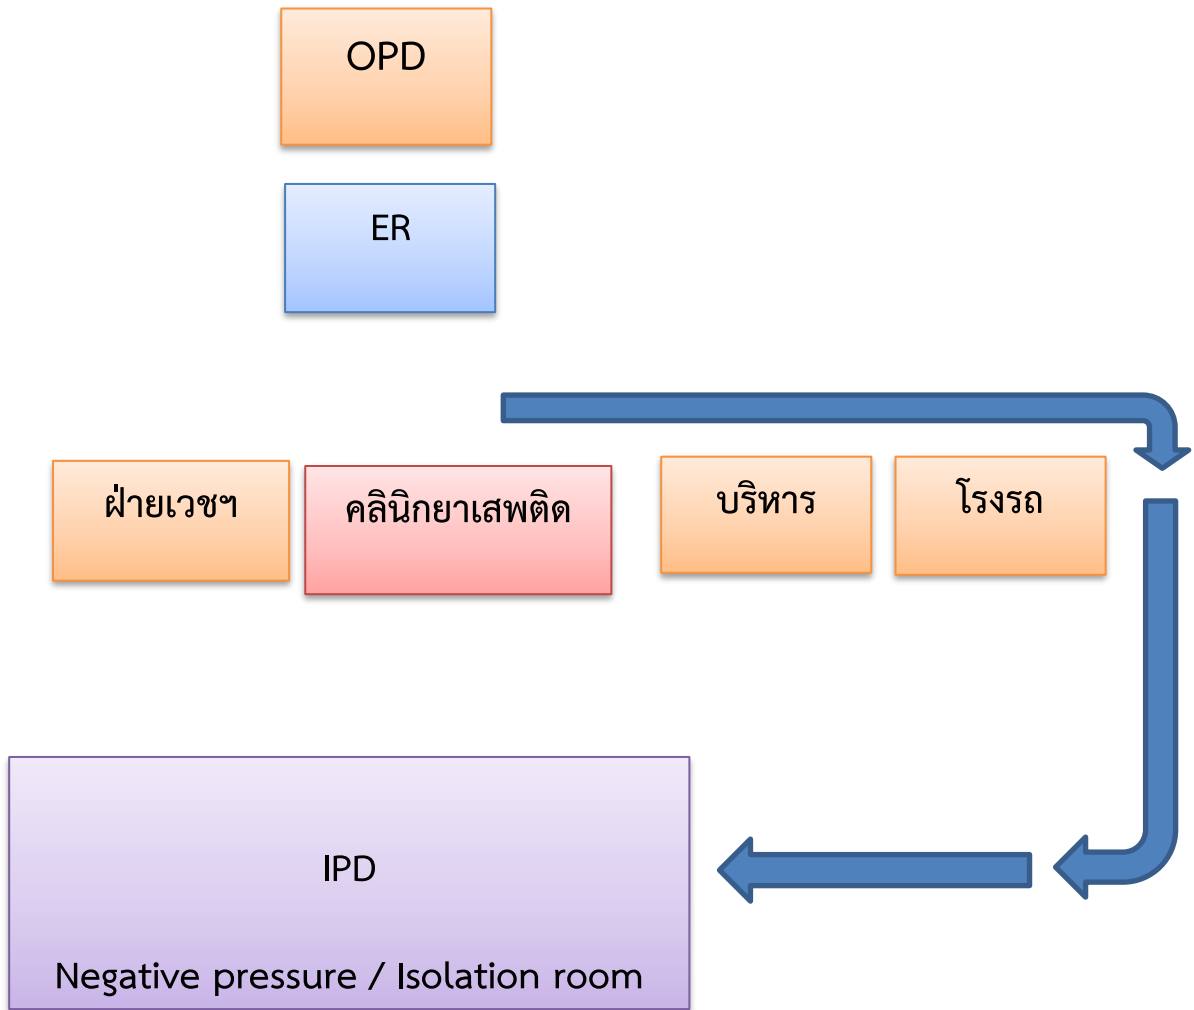 OPD
ER
ฝ่ายเวชฯ
คลินิกยาเสพติด
บริหาร
โรงรถ
IPD
Negative pressure / Isolation room